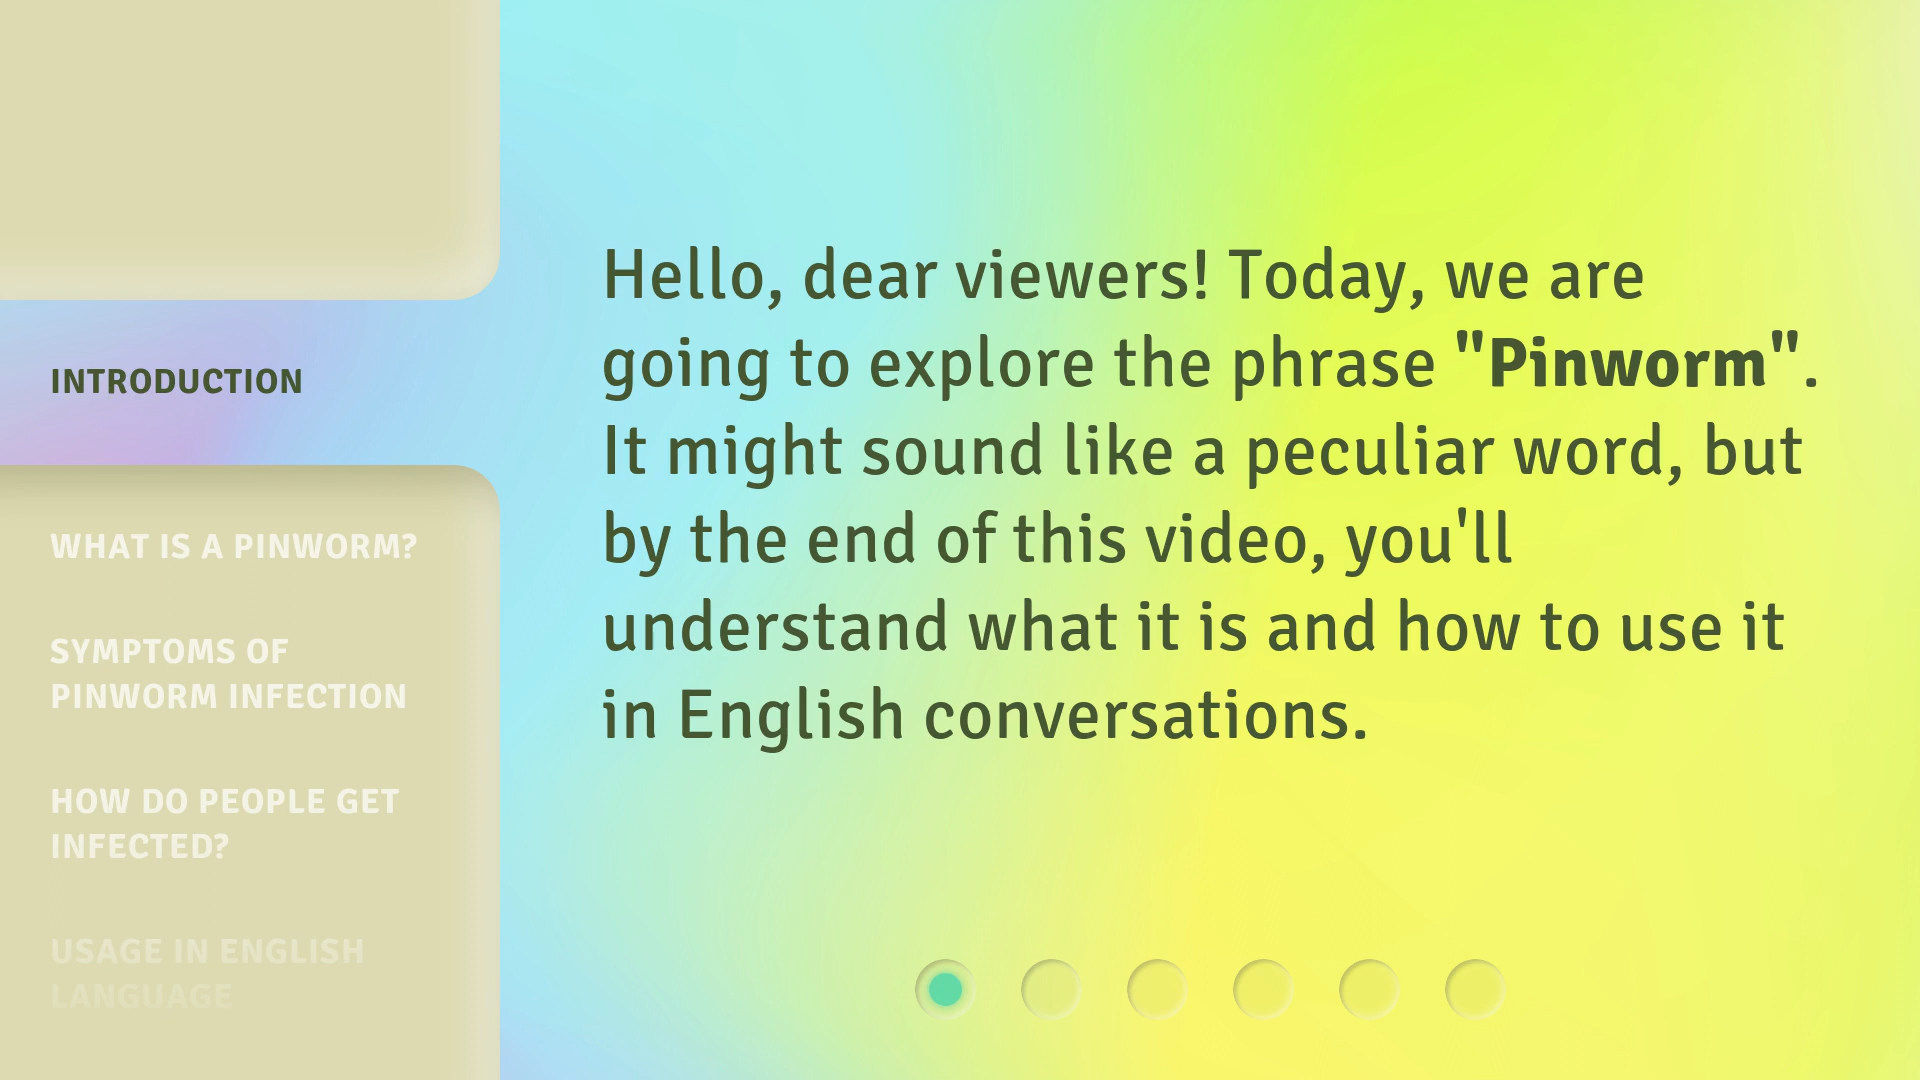 INTRODUCTION
WHAT IS A PINWORM?
SYMPTOMS OF
PINWORM INFECTION
HOW DO PEOPLE GET
INFECTED?
USAGE IN ENGLISH
LANGUAGE
Hello, dear viewers! Today, we are
going to explore the phrase "Pinworm".
It might sound like a peculiar word, but
by the end of this video, you'll
understand what it is and how to use it
in English conversations.